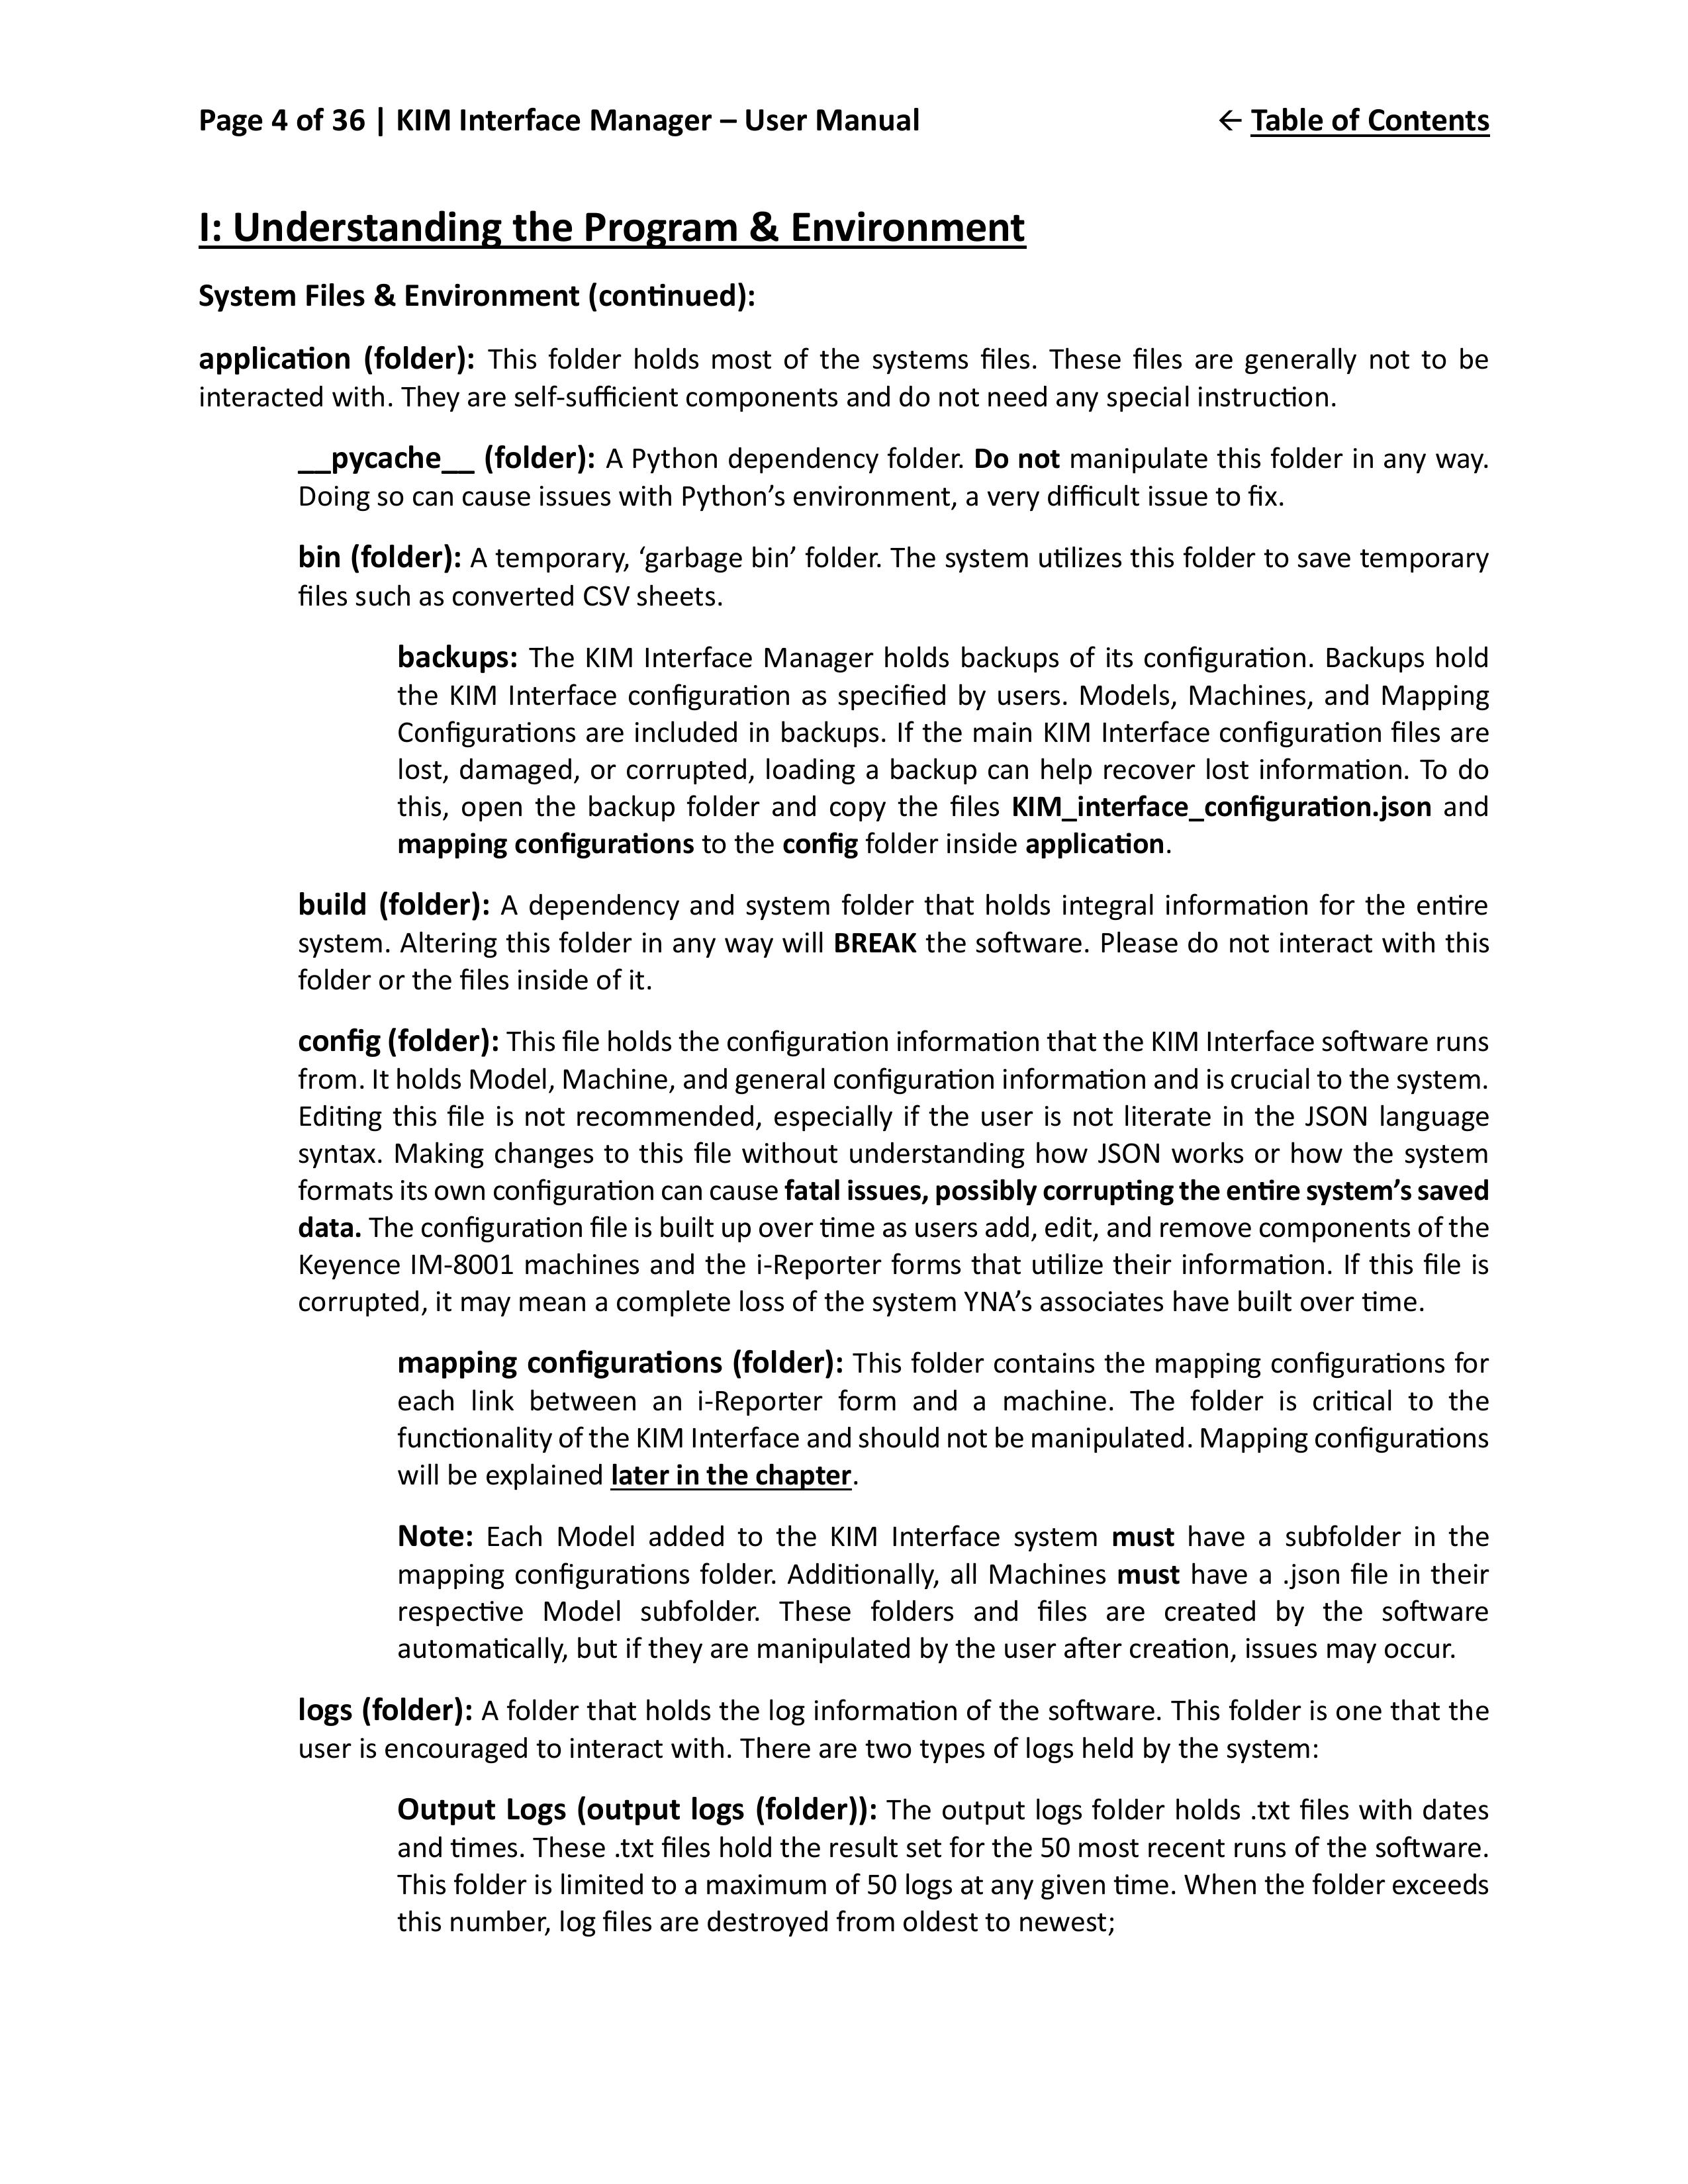 Page 4 of 36 | KIM Interface Manager – User Manual
← Table of Contents
I: Understanding the Program & Environment
System Files & Environment (continued):
application (folder): This folder holds most of the systems files. These files are generally not to be
interacted with. They are self-sufficient components and do not need any special instruction.
__pycache__ (folder): A Python dependency folder. Do not manipulate this folder in any way.
Doing so can cause issues with Python’s environment, a very difficult issue to fix.
bin (folder): A temporary, ‘garbage bin’ folder. The system utilizes this folder to save temporary
files such as converted CSV sheets.
backups: The KIM Interface Manager holds backups of its configuration. Backups hold
the KIM Interface configuration as specified by users. Models, Machines, and Mapping
Configurations are included in backups. If the main KIM Interface configuration files are
lost, damaged, or corrupted, loading a backup can help recover lost information. To do
this, open the backup folder and copy the files KIM_interface_configuration.json and
mapping configurations to the config folder inside application.
build (folder): A dependency and system folder that holds integral information for the entire
system. Altering this folder in any way will BREAK the software. Please do not interact with this
folder or the files inside of it.
config (folder): This file holds the configuration information that the KIM Interface software runs
from. It holds Model, Machine, and general configuration information and is crucial to the system.
Editing this file is not recommended, especially if the user is not literate in the JSON language
syntax. Making changes to this file without understanding how JSON works or how the system
formats its own configuration can cause fatal issues, possibly corrupting the entire system’s saved
data. The configuration file is built up over time as users add, edit, and remove components of the
Keyence IM-8001 machines and the i-Reporter forms that utilize their information. If this file is
corrupted, it may mean a complete loss of the system YNA’s associates have built over time.
mapping configurations (folder): This folder contains the mapping configurations for
each link between an i-Reporter form and a machine. The folder is critical to the
functionality of the KIM Interface and should not be manipulated. Mapping configurations
will be explained later in the chapter.
Note: Each Model added to the KIM Interface system must have a subfolder in the
mapping configurations folder. Additionally, all Machines must have a .json file in their
respective Model subfolder. These folders and files are created by the software
automatically, but if they are manipulated by the user after creation, issues may occur.
logs (folder): A folder that holds the log information of the software. This folder is one that the
user is encouraged to interact with. There are two types of logs held by the system:
Output Logs (output logs (folder)): The output logs folder holds .txt files with dates
and times. These .txt files hold the result set for the 50 most recent runs of the software.
This folder is limited to a maximum of 50 logs at any given time. When the folder exceeds
this number, log files are destroyed from oldest to newest;